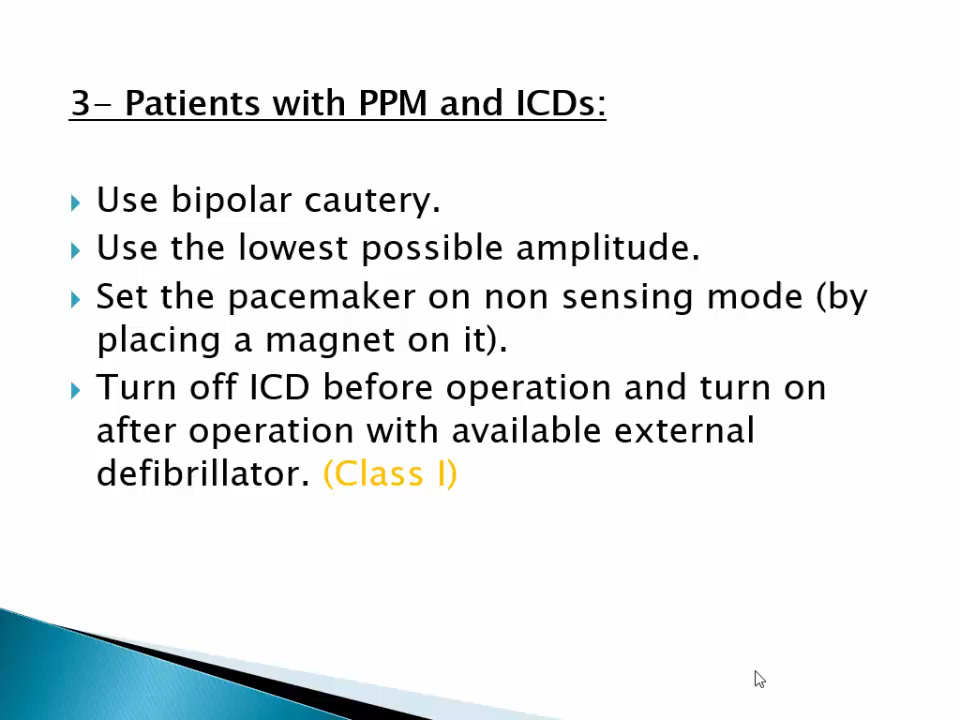 3- Patients with PPM and ICDs:
Use bipolar cautery.
Use the lowest possible amplitude.
Set the pacemaker on non sensing mode (by
placing a magnet on it).
Turn off ICD before operation and turn on
after operation with available external
defibrillator. (Class I)